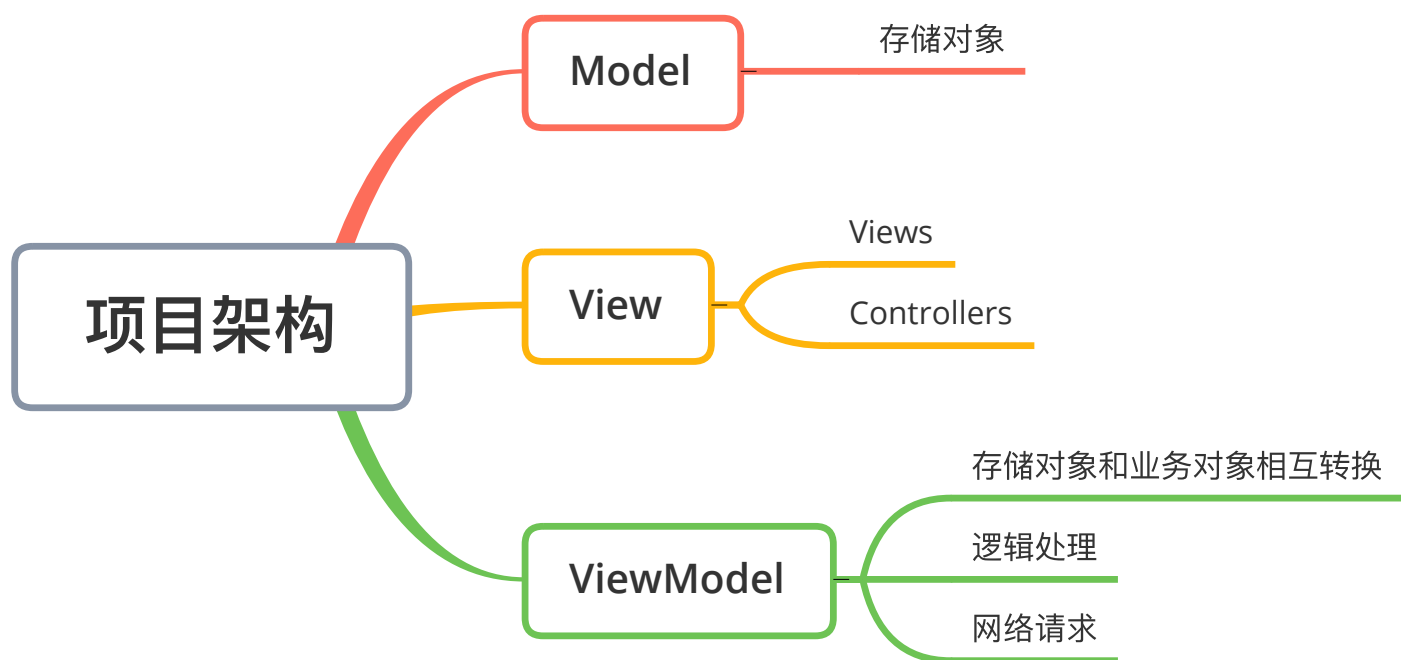 项目架构
Model
存储对象
View
Views
Controllers
ViewModel
存储对象和业务对象相互转换
逻辑处理
网络请求